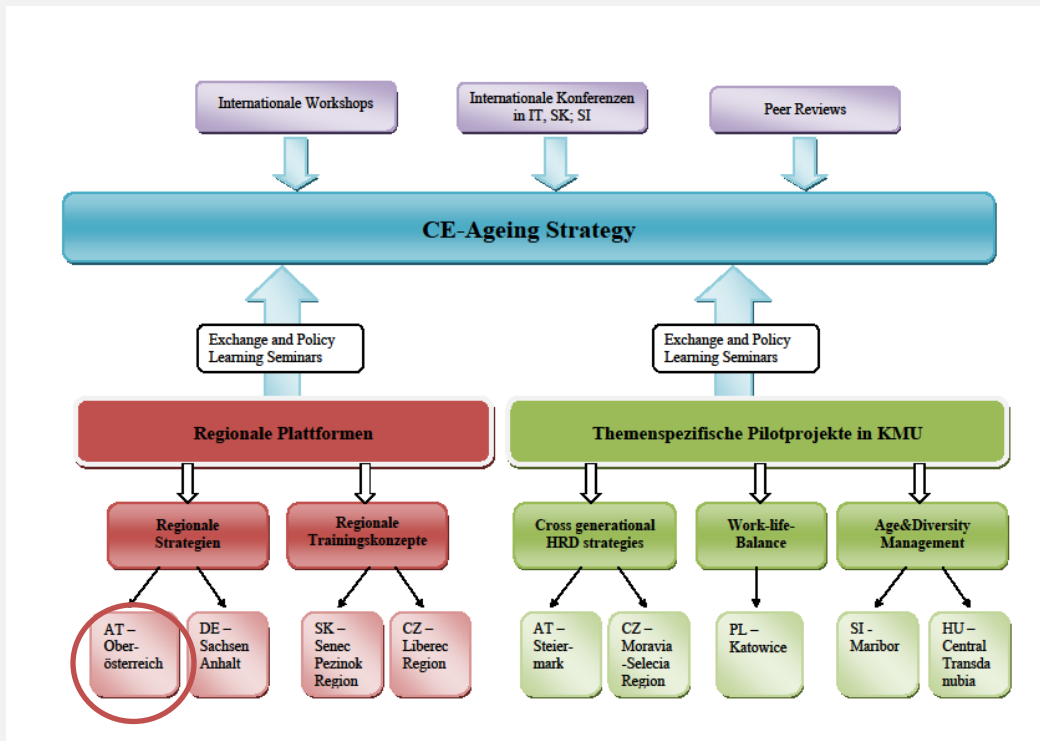 Internationale Workshops
Internationale Konferenzen
in IT, SK; SI
Peer Reviews
CE-Ageing Strategy
Exchange and Policy
Learning Seminars
Exchange and Policy
Learning Seminars
Regionale Plattformen
Themenspezifische Pilotprojekte in KMU
Regionale
Strategien
Regionale
Trainingskonzepte
Cross generational
HRD strategies
Work-life-
Balance
Age&Diversity
Management
AT –
Ober-
österreich
DE –
Sachsen
Anhalt
SK –
Senec
Pezinok
Region
CZ –
Liberec
Region
AT –
Steier-
mark
CZ –
Moravia
-Selecia
Region
PL –
Katowice
SI -
Maribor
HU –
Central
Transda
nubia